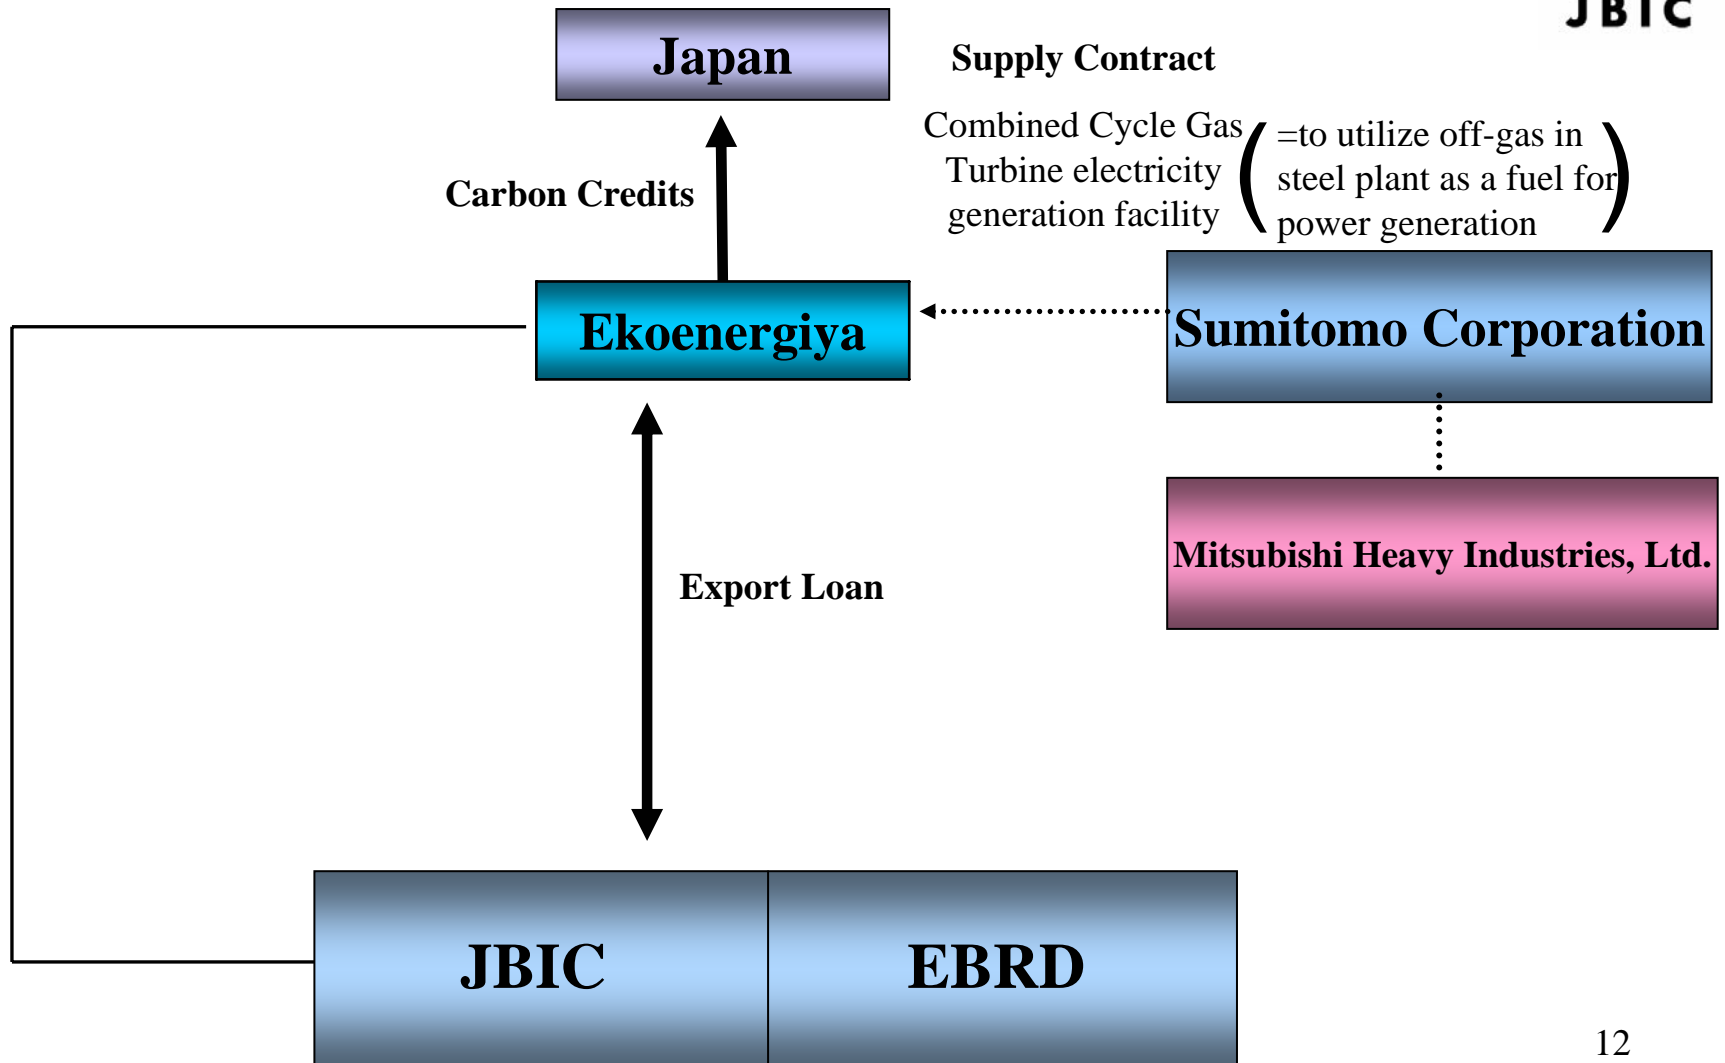 JBIC
Japan
Supply Contract
Combined Cycle Gas
Turbine electricity
generation facility
(=to utilize off-gas in
steel plant as a fuel for
power generation)
Carbon Credits
Ekoenergiya
Sumitomo Corporation
Mitsubishi Heavy Industries, Ltd.
Export Loan
JBIC
EBRD
12